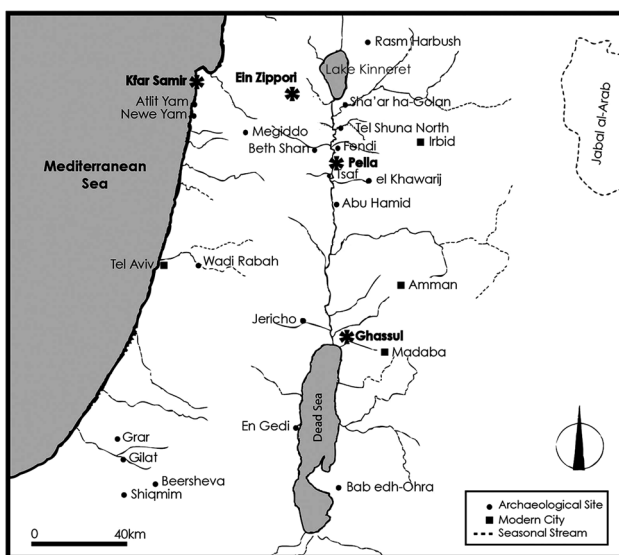 Rasm Harbush
Lake Kinneret
Kfar Samir
Ein Zippori
Atlit Yam
Newe Yam
Sha'ar ha-Golan
Megiddo
Tel Shuna North
Irbid
Beth Shan
Fendi
Pella
Tsaf
el Khawarij
Abu Hamid
Jabal al-Arab
Mediterranean
Sea
Tel Aviv
Wadi Rabah
Amman
Jericho
Ghassul
Madaba
En Gedi
Dead Sea
Grar
Gilat
Beersheva
Shiqmim
Bab edh-Ohra
0 40km
Archaeological Site
Modern City
Seasonal Stream